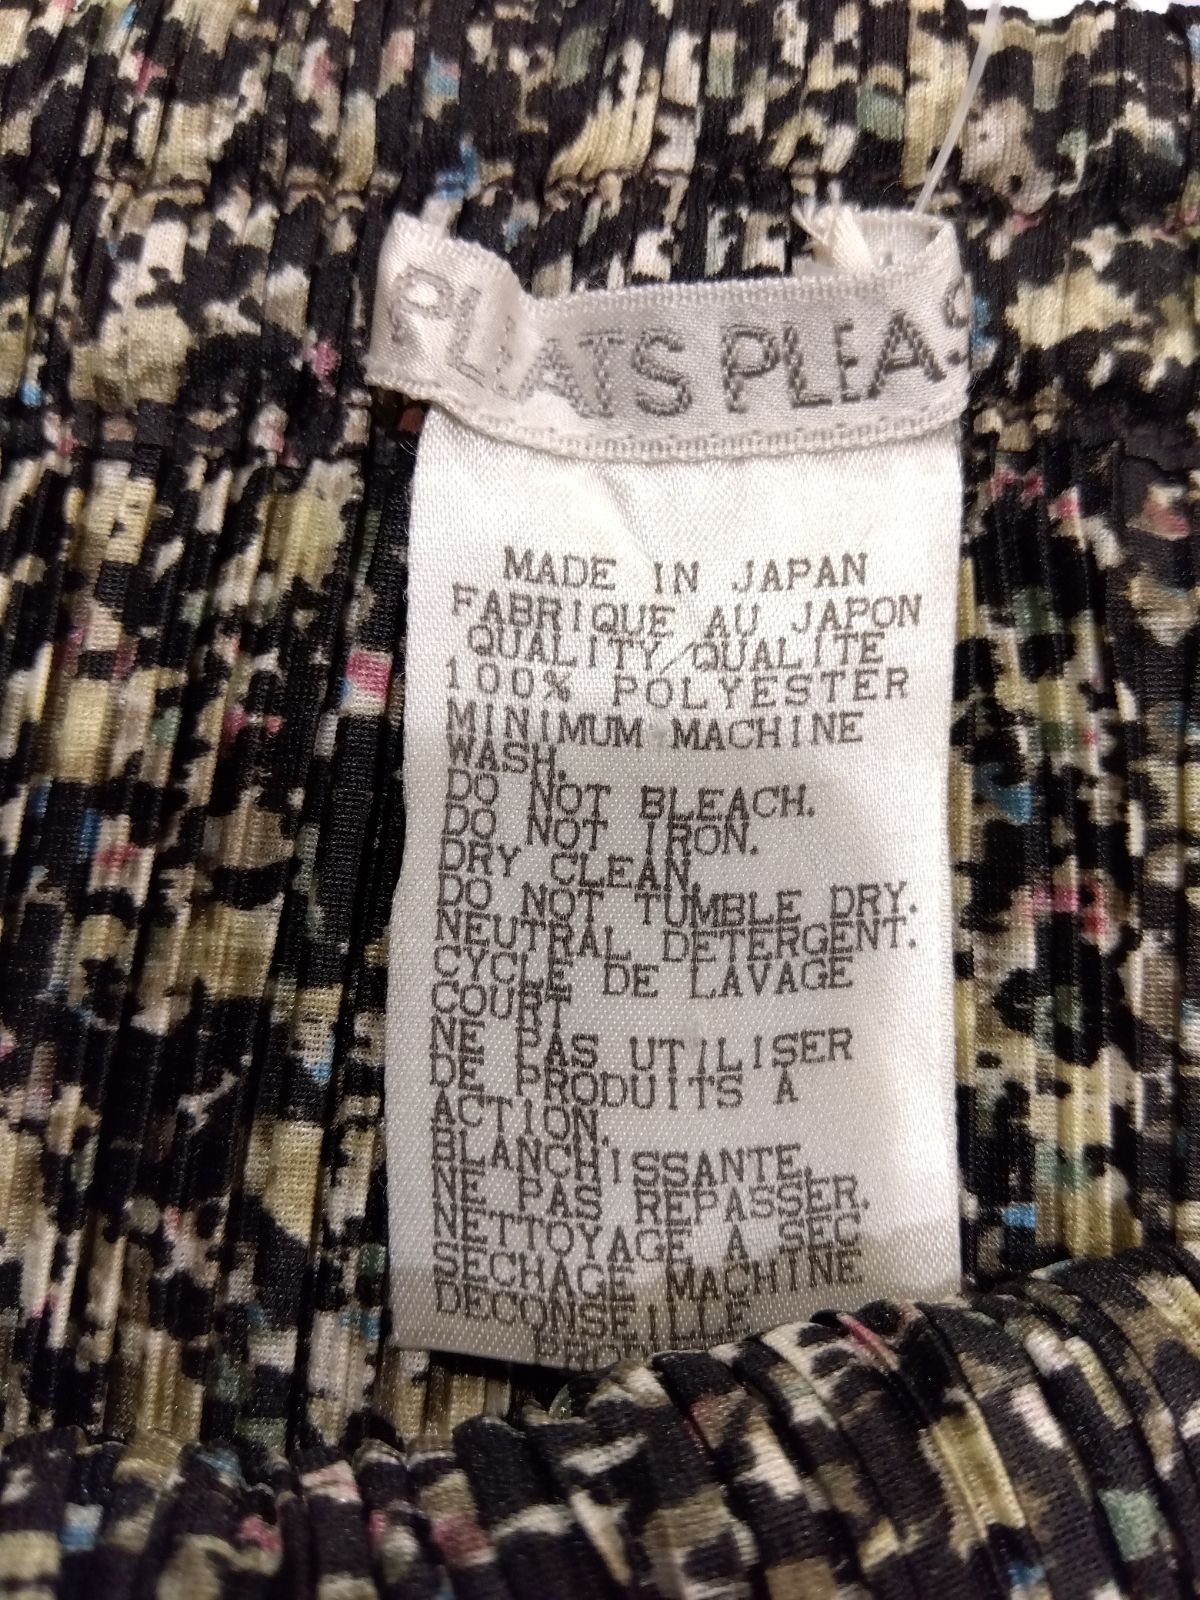 PLEATS PLEAS
MADE IN JAPAN
FABRIQUE AU JAPON
QUALITY/QUALITE
100% POLYESTER
MINIMUM MACHINE
WASH.
DO NOT BLEACH.
DO NOT IRON.
DRY CLEAN.
DO NOT TUMBLE DRY.
NEUTRAL DETERGENT.
CYCLE DE LAVAGE
COURT
NE PAS UTILISER
DE PRODUITS A
ACTION.
BLANCHISSANTE.
NE PAS REPASSER.
NETTOYAGE A SEC
SECHAGE MACHINE
DECONSEILLE